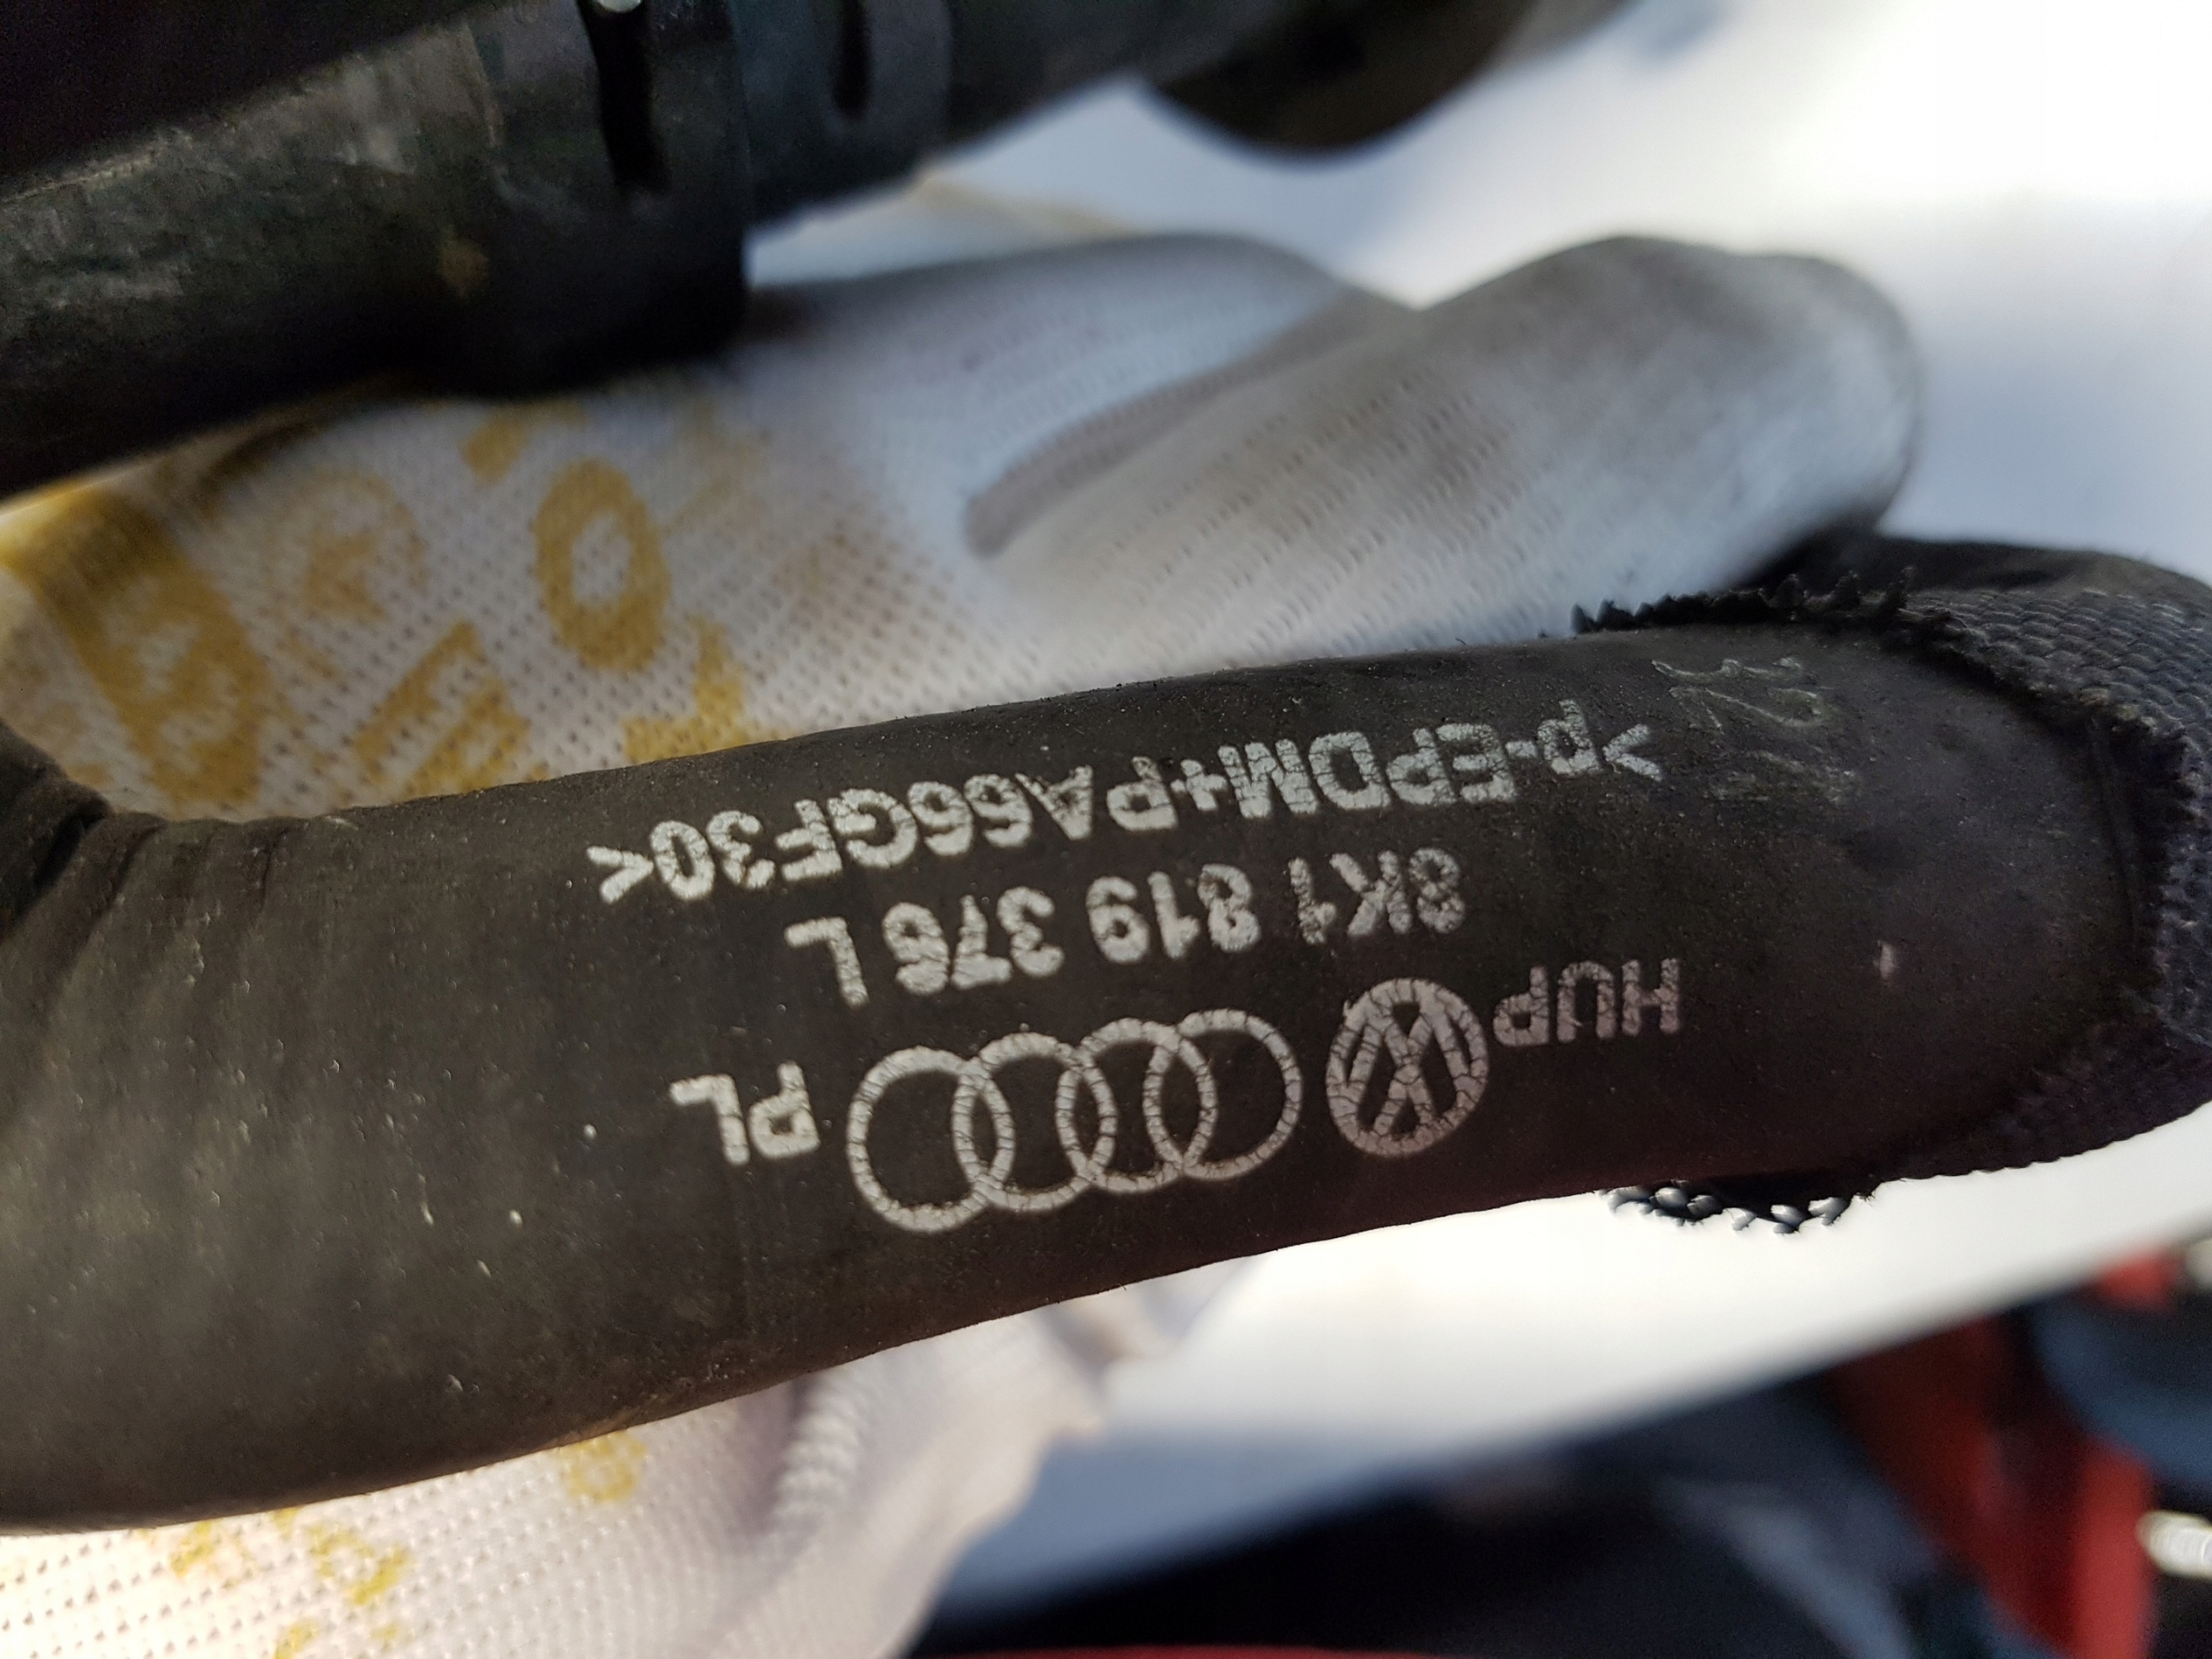 HUP PL
8K1 819 376 L
>p-EPDM+PA66GF30<